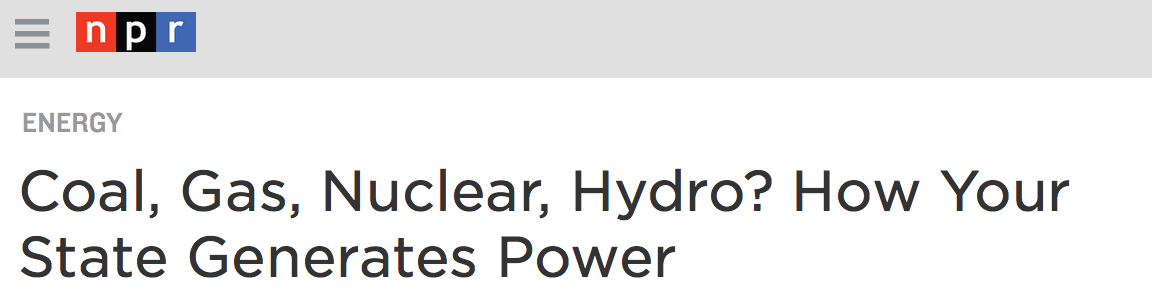 npr
ENERGY
Coal, Gas, Nuclear, Hydro? How Your
State Generates Power